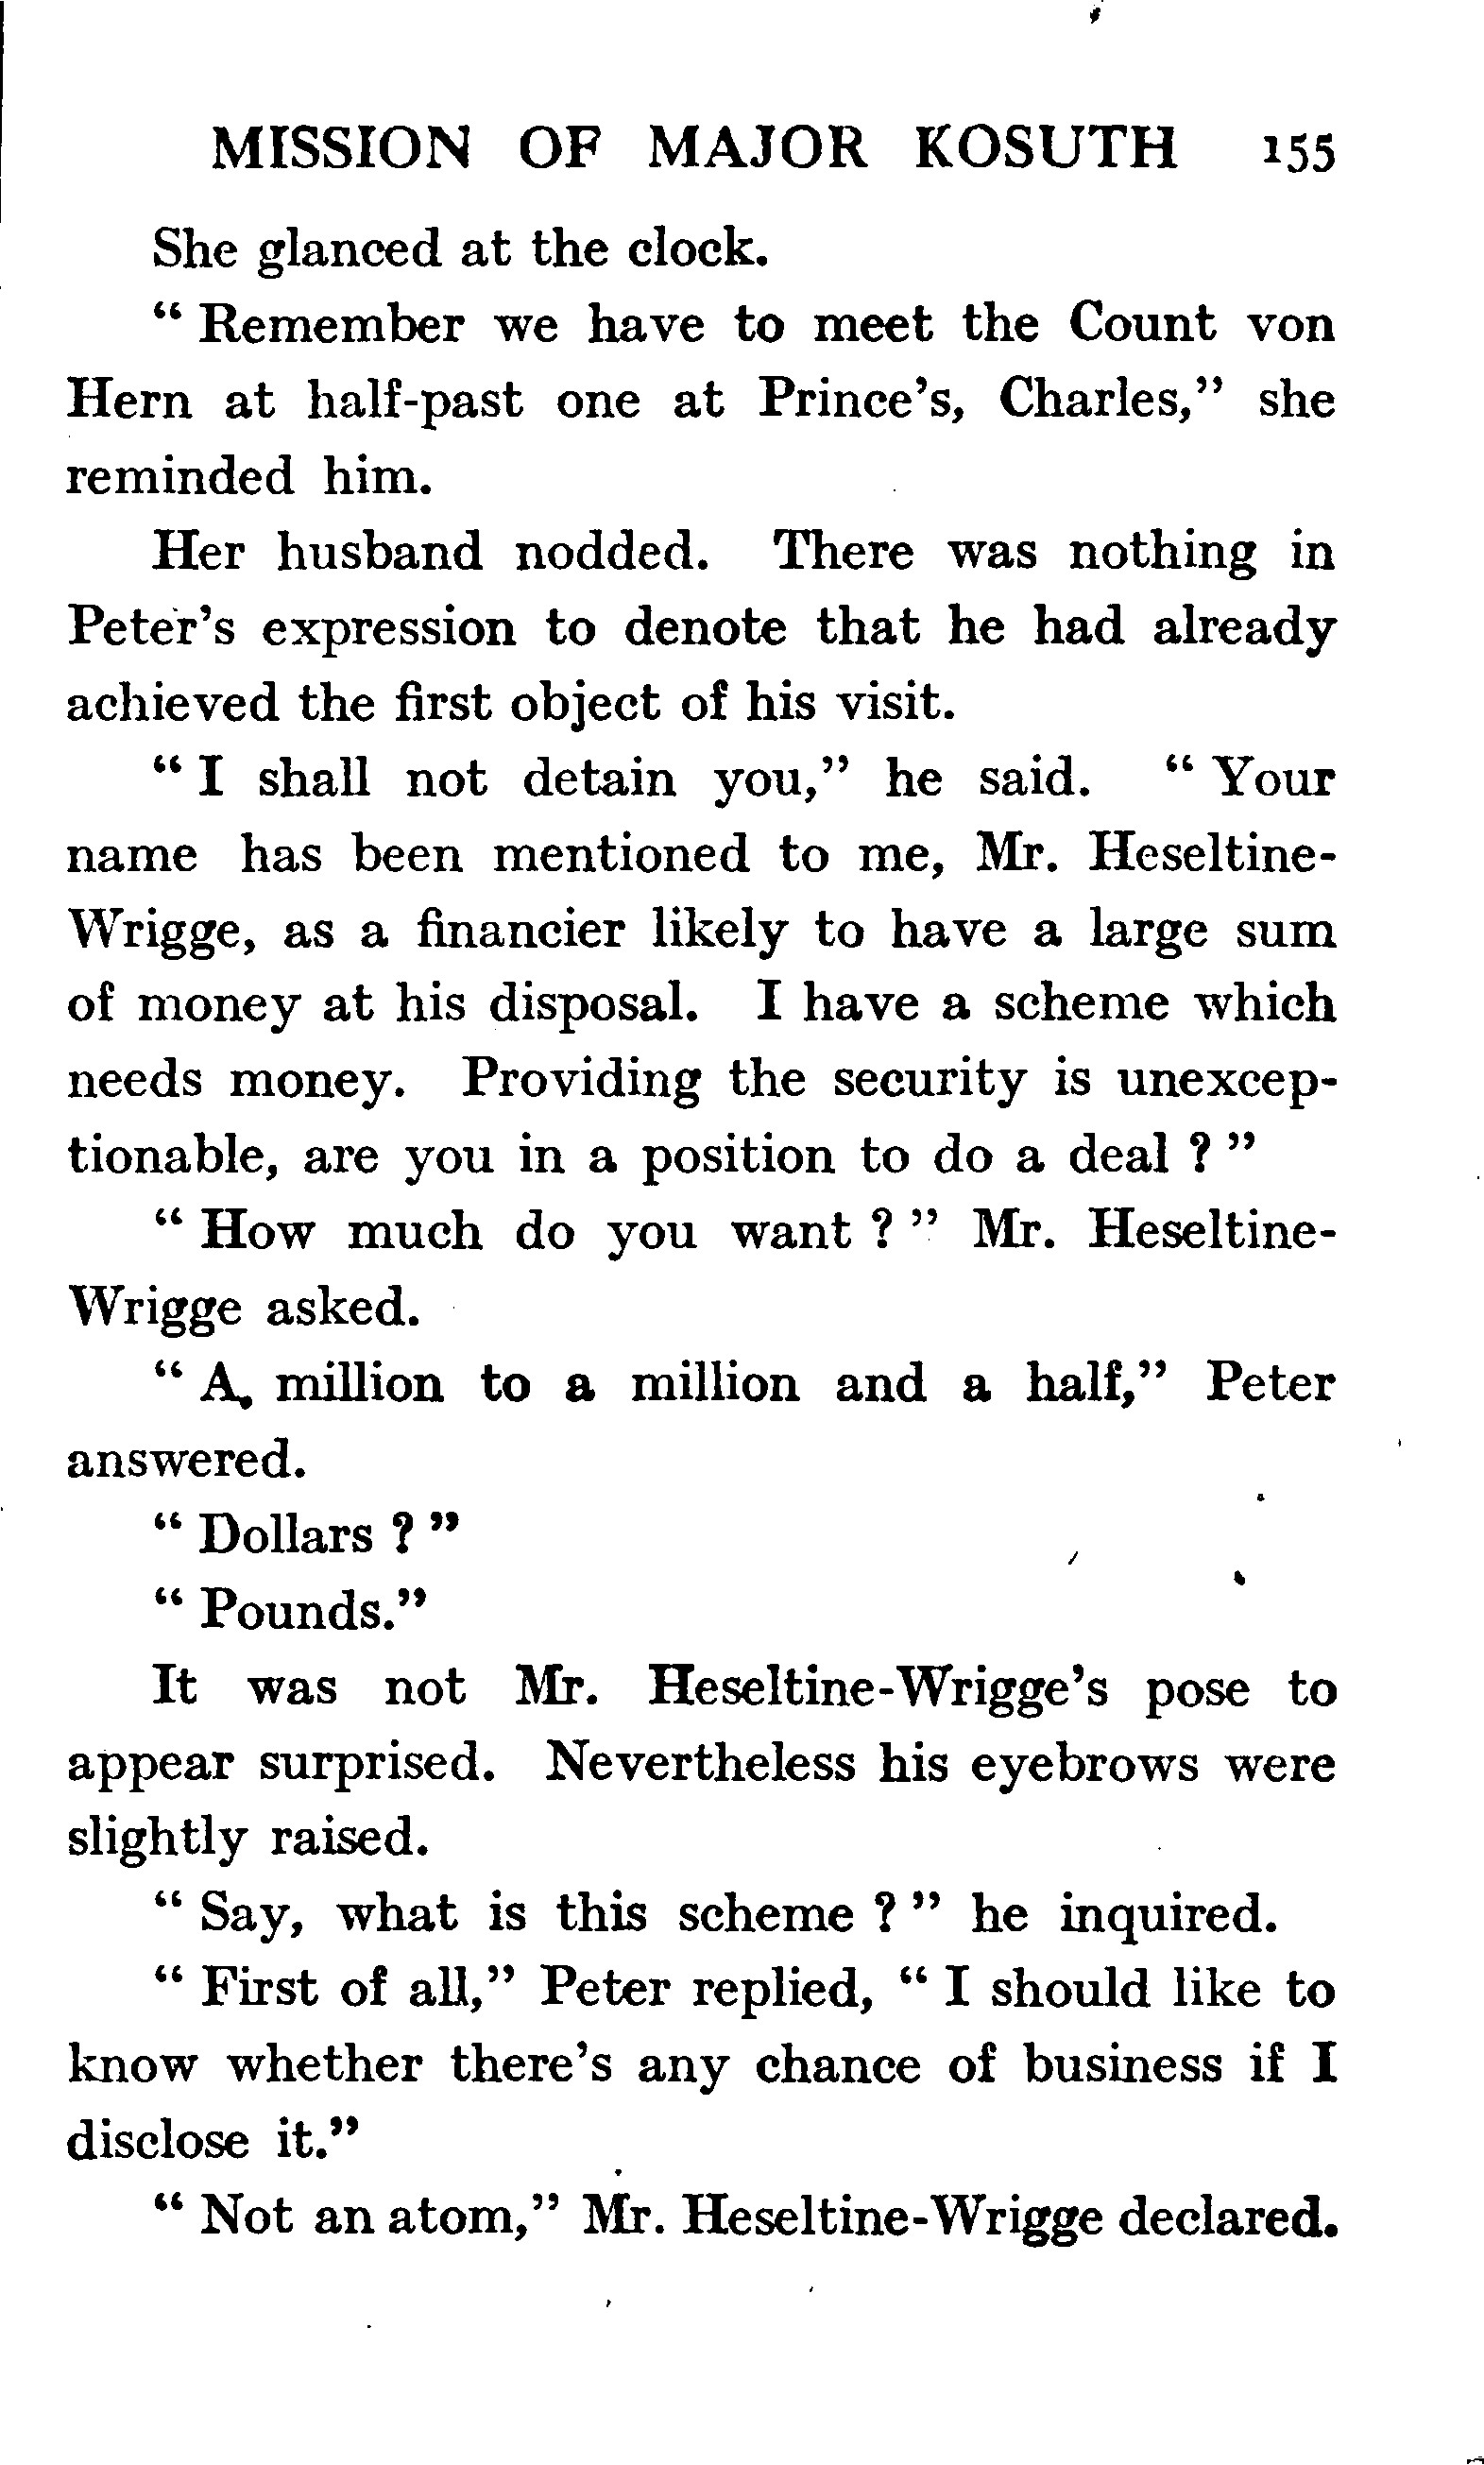 MISSION OF MAJOR KOSUTH 155
She glanced at the clock.
“ Remember we have to meet the Count von
Hern at half-past one at Prince’s, Charles,” she
reminded him.
Her husband nodded. There was nothing in
Peter’s expression to denote that he had already
achieved the first object of his visit.
“ I shall not detain you,” he said. “ Your
name has been mentioned to me, Mr. Heseltine-
Wrigge, as a financier likely to have a large sum
of money at his disposal. I have a scheme which
needs money. Providing the security is unexcep-
tionable, are you in a position to do a deal ? ”
“ How much do you want ? ” Mr. Heseltine-
Wrigge asked.
“ A million to a million and a half,” Peter
answered.
“ Dollars ? ”
“ Pounds.”
It was not Mr. Heseltine-Wrigge’s pose to
appear surprised. Nevertheless his eyebrows were
slightly raised.
“ Say, what is this scheme ? ” he inquired.
“ First of all,” Peter replied, “ I should like to
know whether there’s any chance of business if I
disclose it.”
“ Not an atom,” Mr. Heseltine-Wrigge declared.